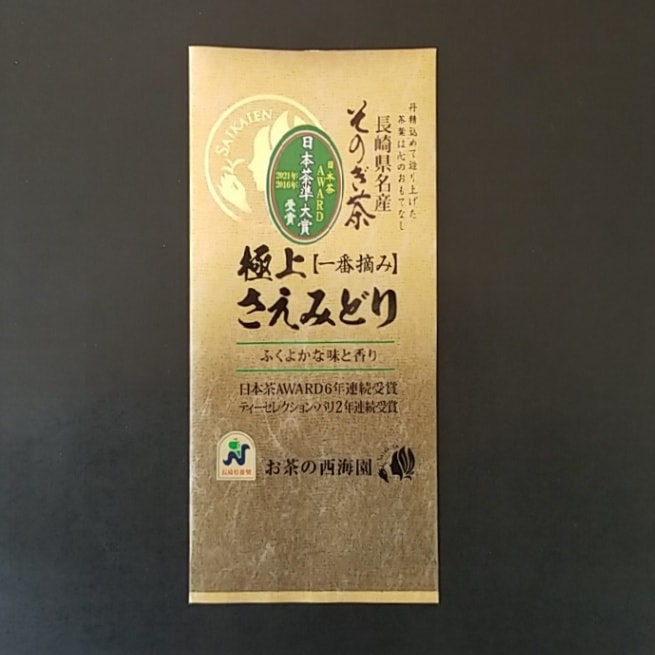 丹精込めて造り上げた
茶葉は心のおもてなし
長崎県名産
そのぎ茶
SAIKAIEN
日本茶
AWARD
日本茶準大賞
2021年
2016年
受賞
極上【一番摘み】
さえみどり
ふくよかな味と香り
日本茶AWARD6年連続受賞
ティーセレクション・パリ2年連続受賞
お茶の西海園